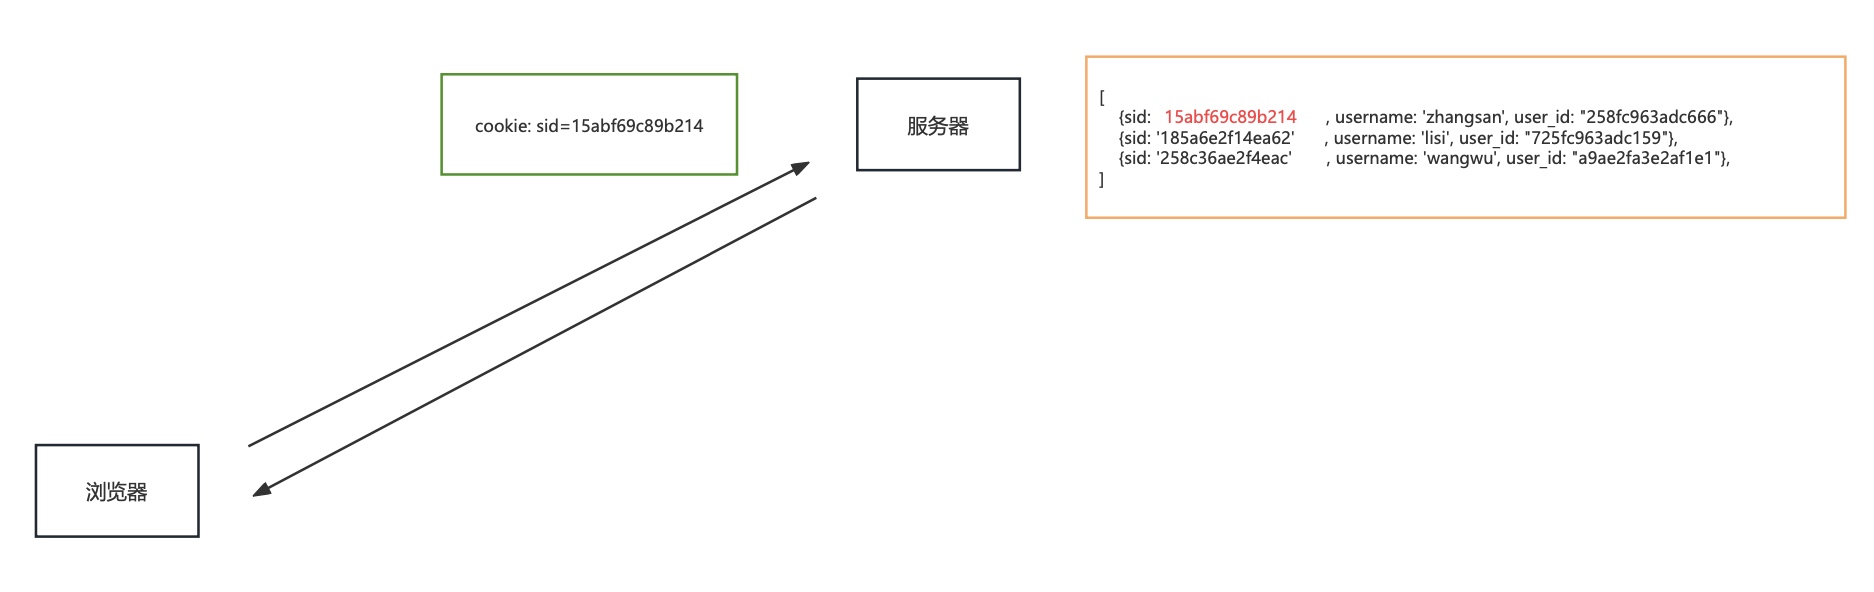 cookie: sid=15abf69c89b214
服务器
[
{sid: 15abf69c89b214 , username: 'zhangsan', user_id: "258fc963adc666"},
{sid: '185a6e2f14ea62' , username: 'lisi', user_id: "725fc963adc159"},
{sid: '258c36ae2f4eac' , username: 'wangwu', user_id: "a9ae2fa3e2af1e1"},
]
浏览器